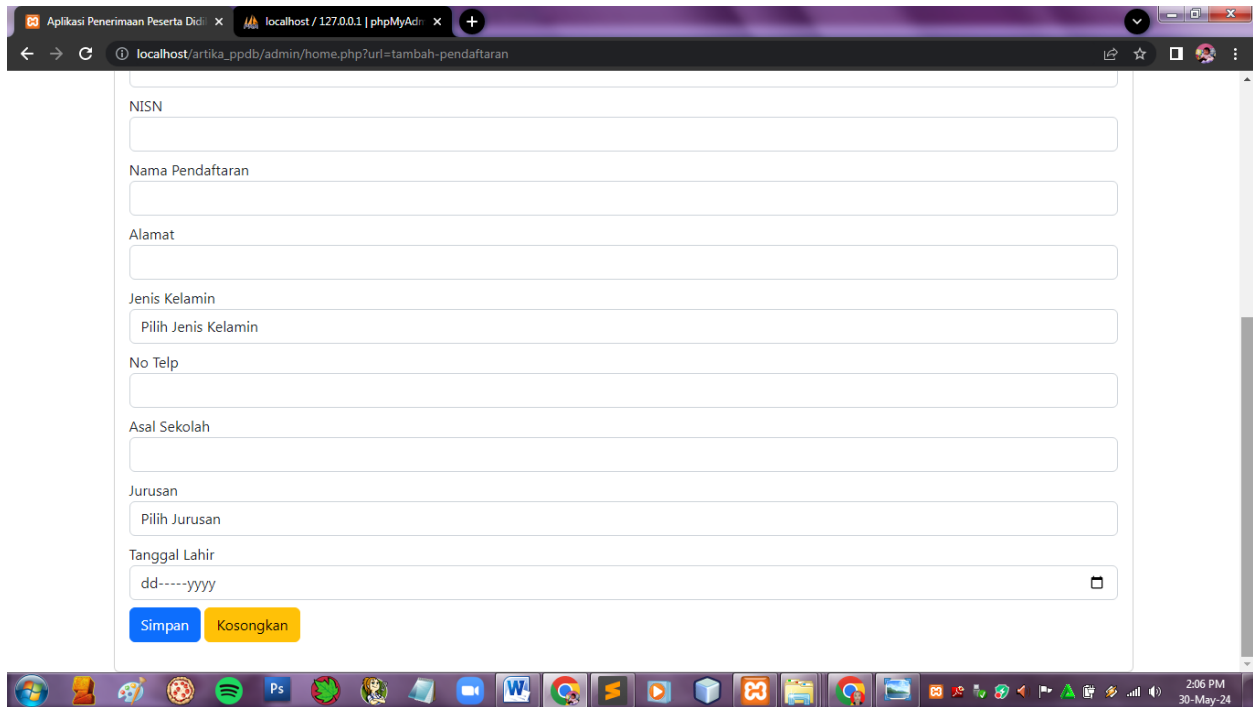 Aplikasi Penerimaan Peserta Didi
localhost / 127.0.0.1 | phpMyAdm
localhost/artika_ppdb/admin/home.php?url=tambah-pendaftaran
NISN
Nama Pendaftaran
Alamat
Jenis Kelamin
Pilih Jenis Kelamin
No Telp
Asal Sekolah
Jurusan
Pilih Jurusan
Tanggal Lahir
dd-----yyyy
Simpan Kosongkan
Ps
W
2:06 PM
30-May-24